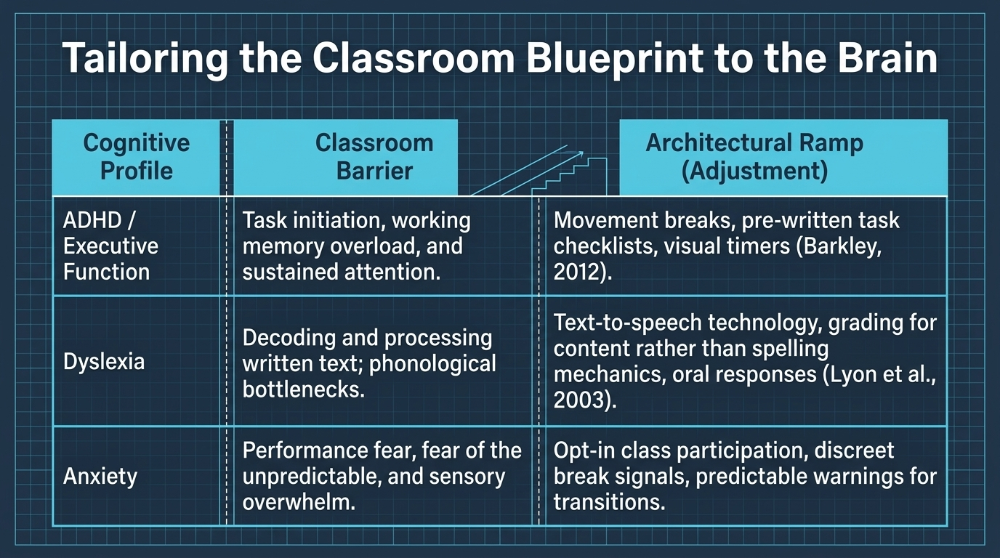 Tailoring the Classroom Blueprint to the Brain
Cognitive
Profile
Classroom
Barrier
Architectural Ramp
(Adjustment)
ADHD /
Executive
Function
Task initiation, working
memory overload, and
sustained attention.
Movement breaks, pre-written task
checklists, visual timers (Barkley,
2012).
Dyslexia
Decoding and processing
written text; phonological
bottlenecks.
Text-to-speech technology, grading for
content rather than spelling
mechanics, oral responses (Lyon et al.,
2003).
Anxiety
Performance fear, fear of the
unpredictable, and sensory
overwhelm.
Opt-in class participation, discreet
break signals, predictable warnings for
transitions.